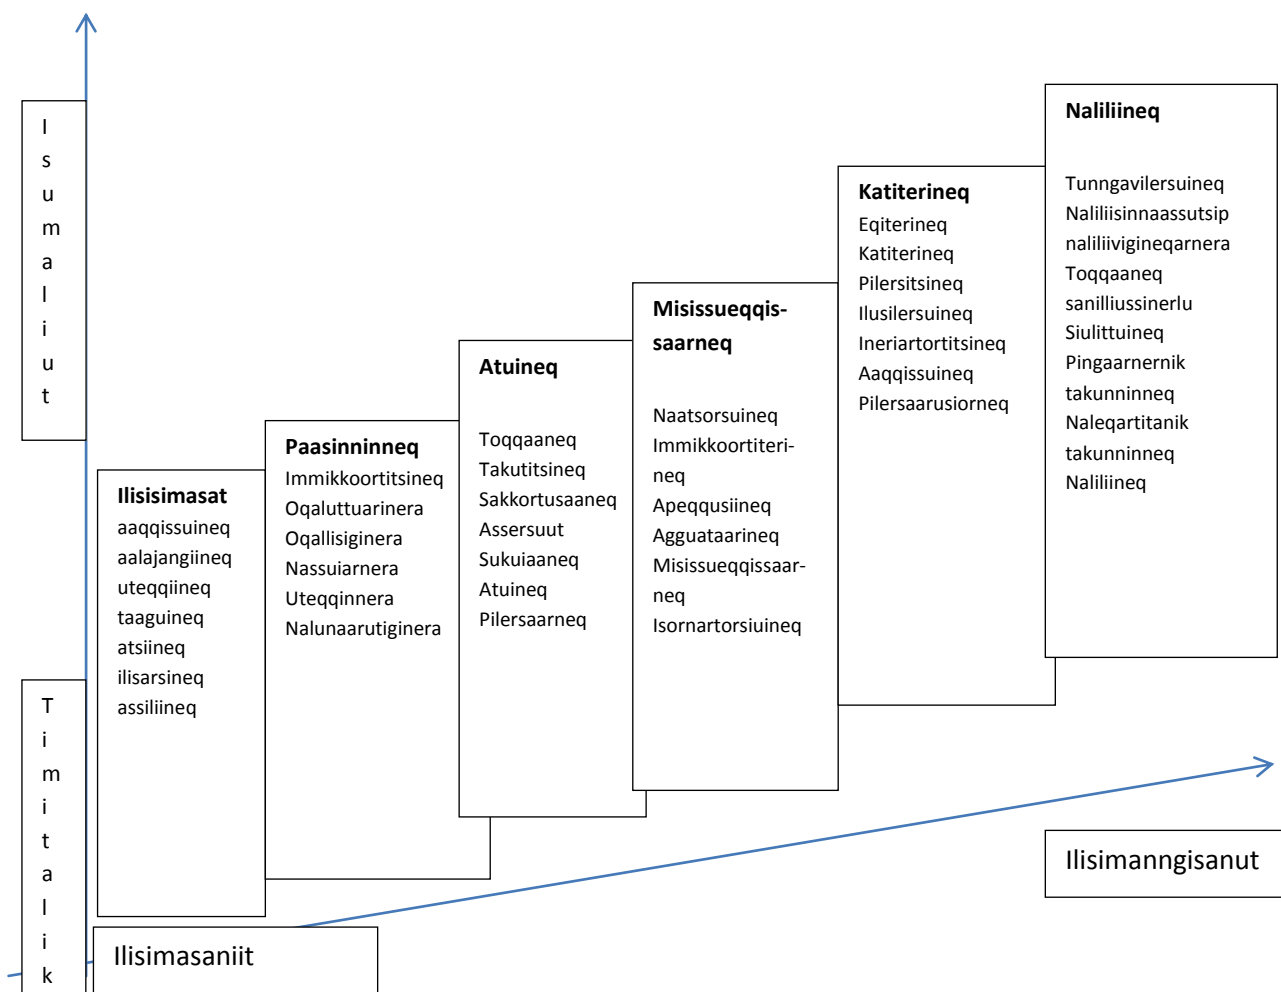 Isumaliut
Timitalik
Ilisisimasat
aaqqissuineq
aalajangiineq
uteqqiineq
taaguineq
atsiineq
ilisarsineq
assiliineq
Paasinninneq
Immikkoortitsineq
Oqaluttuarinera
Oqallisiginera
Nassuiarnera
Uteqqinnera
Nalunaarutiginera
Atuineq
Toqqaaneq
Takutitsineq
Sakkortusaaneq
Assersuut
Sukuiaaneq
Atuineq
Pilersaarneq
Misissueqqis-
saarneq
Naatsorsuineq
Immikkoortiteri-
neq
Apeqqusiineq
Agguataarineq
Misissueqqissaar-
neq
Isornartorsiuineq
Katiterineq
Eqiterineq
Katiterineq
Pilersitsineq
Ilusilersuineq
Ineriartortitsineq
Aaqqissuineq
Pilersaarusiorneq
Naliliineq
Tunngavilersuineq
Naliliisinnaassutsip
naliliivigineqarnera
Toqqaaneq
sanilliussinerlu
Siulittuineq
Pingaarnernik
takunninneq
Naleqartitanik
takunninneq
Naliliineq
Ilisimasaniit
Ilisimanngisanut